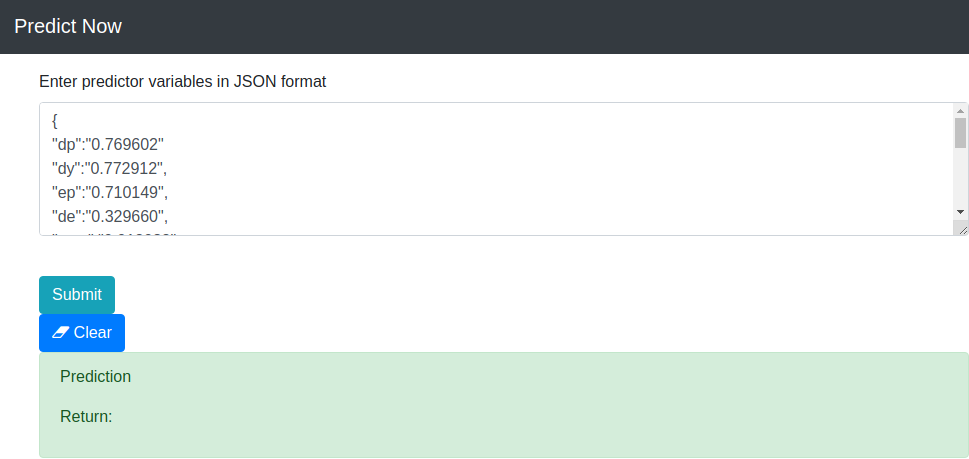 Predict Now
Enter predictor variables in JSON format
{
"dp":"0.769602"
"dy":"0.772912",
"ep":"0.710149",
"de":"0.329660",
Submit
Clear
Prediction
Return: